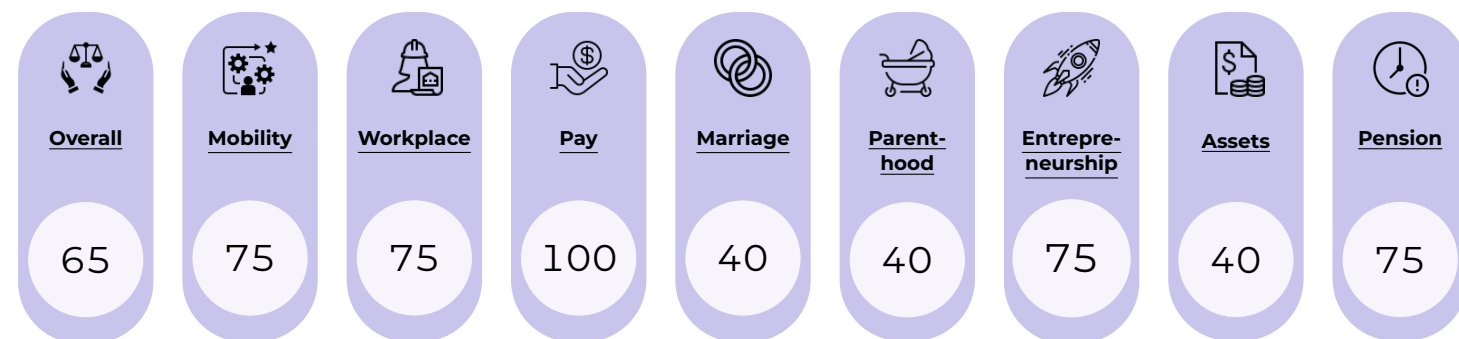 Overall
65
Mobility
75
Workplace
75
Pay
100
Marriage
40
Parent-
hood
40
Entrepre-
neurship
75
Assets
40
Pension
75